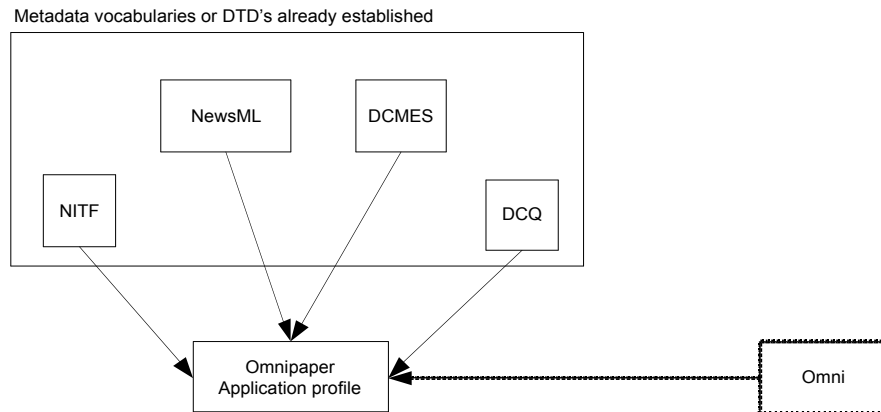 Metadata vocabularies or DTD's already established
NewsML
DCMES
NITF
DCQ
Omnipaper
Application profile
Omni